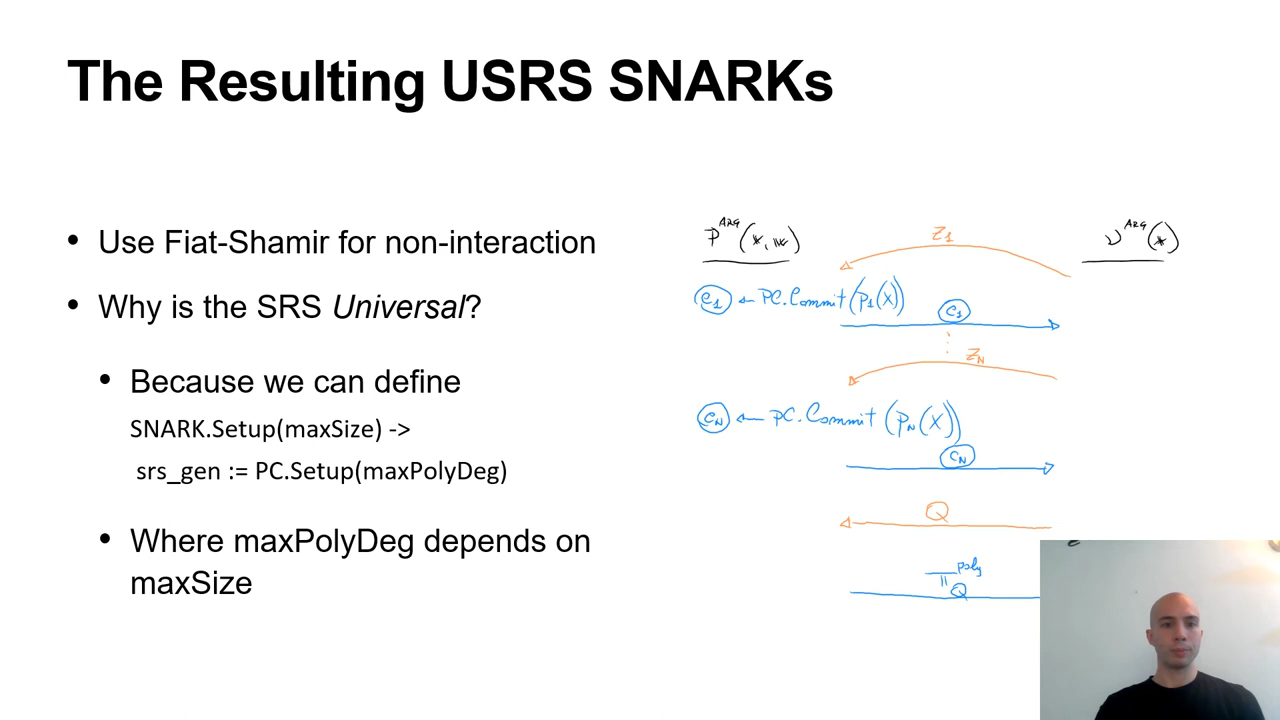 The Resulting USRS SNARKs
• Use Fiat-Shamir for non-interaction
• Why is the SRS Universal?
• Because we can define
SNARK.Setup(maxSize) ->
srs_gen := PC.Setup(maxPolyDeg)
• Where maxPolyDeg depends on
maxSize
P^ARG (x, w)
V^ARG (x)
z1
c1 ← PC.Commit (p1(X))
c1
⋮
zN
cN ← PC.Commit (pN(X))
cN
Q
π^poly_Q